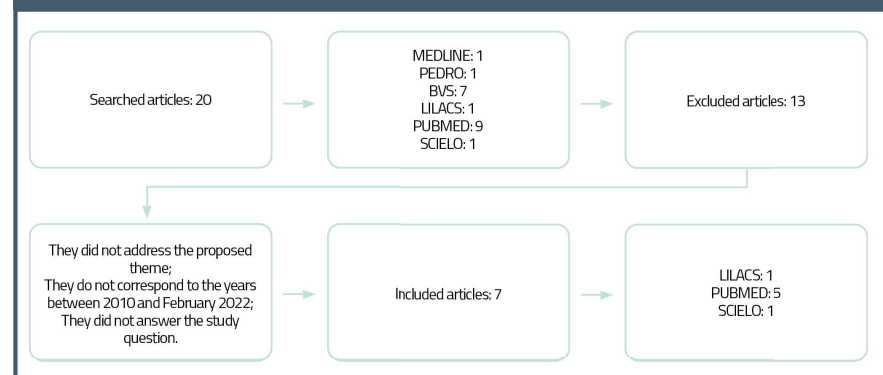 Searched articles: 20
MEDLINE: 1
PEDRO: 1
BVS: 7
LILACS: 1
PUBMED: 9
SCIELO: 1
Excluded articles: 13
They did not address the proposed
theme;
They do not correspond to the years
between 2010 and February 2022;
They did not answer the study
question.
Included articles: 7
LILACS: 1
PUBMED: 5
SCIELO: 1